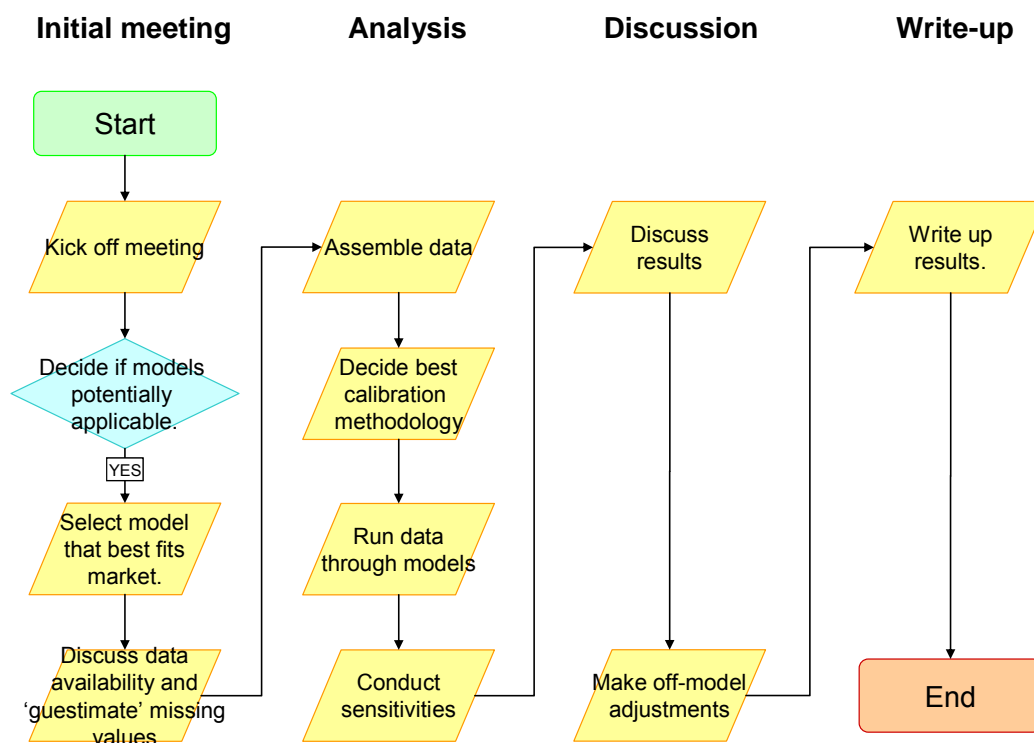 Initial meeting
Analysis
Discussion
Write-up
Start
Kick off meeting
Decide if models
potentially
applicable.
YES
Select model
that best fits
market.
Discuss data
availability and
‘guestimate’ missing
values
Assemble data
Decide best
calibration
methodology
Run data
through models
Conduct
sensitivities
Discuss
results
Make off-model
adjustments
Write up
results.
End